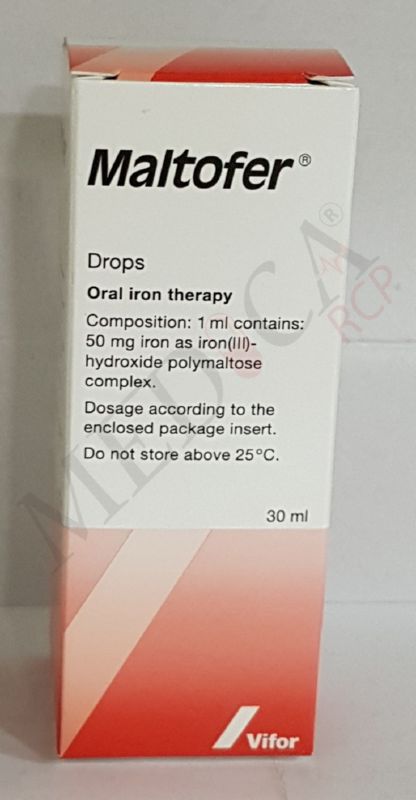 Maltofer®
Drops
Oral iron therapy
Composition: 1 ml contains:
50 mg iron as iron(III)-
hydroxide polymaltose
complex.
Dosage according to the
enclosed package insert.
Do not store above 25°C.
30 ml
Vifor
MEDICA®
RCP